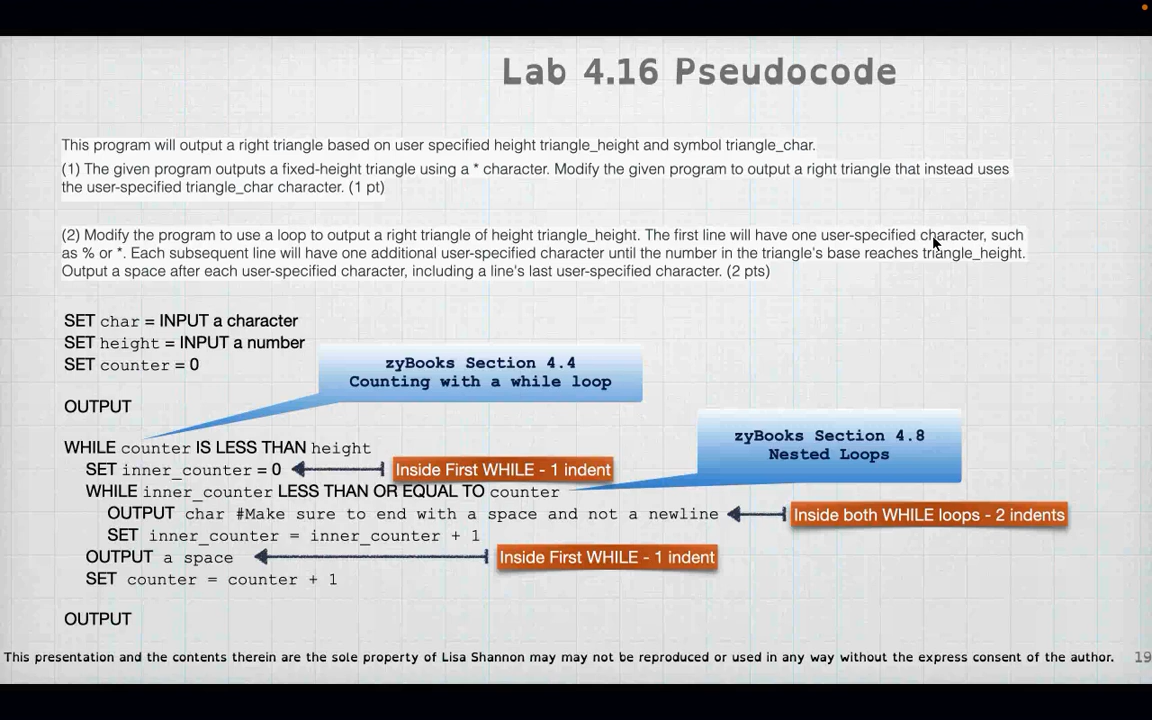 Lab 4.16 Pseudocode
This program will output a right triangle based on user specified height triangle_height and symbol triangle_char.
(1) The given program outputs a fixed-height triangle using a * character. Modify the given program to output a right triangle that instead uses
the user-specified triangle_char character. (1 pt)
(2) Modify the program to use a loop to output a right triangle of height triangle_height. The first line will have one user-specified character, such
as % or *. Each subsequent line will have one additional user-specified character until the number in the triangle's base reaches triangle_height.
Output a space after each user-specified character, including a line's last user-specified character. (2 pts)
SET char = INPUT a character
SET height = INPUT a number
SET counter = 0
zyBooks Section 4.4
Counting with a while loop
OUTPUT
zyBooks Section 4.8
Nested Loops
WHILE counter IS LESS THAN height
SET inner_counter = 0
Inside First WHILE - 1 indent
WHILE inner_counter LESS THAN OR EQUAL TO counter
OUTPUT char #Make sure to end with a space and not a newline
Inside both WHILE loops - 2 indents
SET inner_counter = inner_counter + 1
OUTPUT a space
Inside First WHILE - 1 indent
SET counter = counter + 1
OUTPUT
This presentation and the contents therein are the sole property of Lisa Shannon may may not be reproduced or used in any way without the express consent of the author.
19